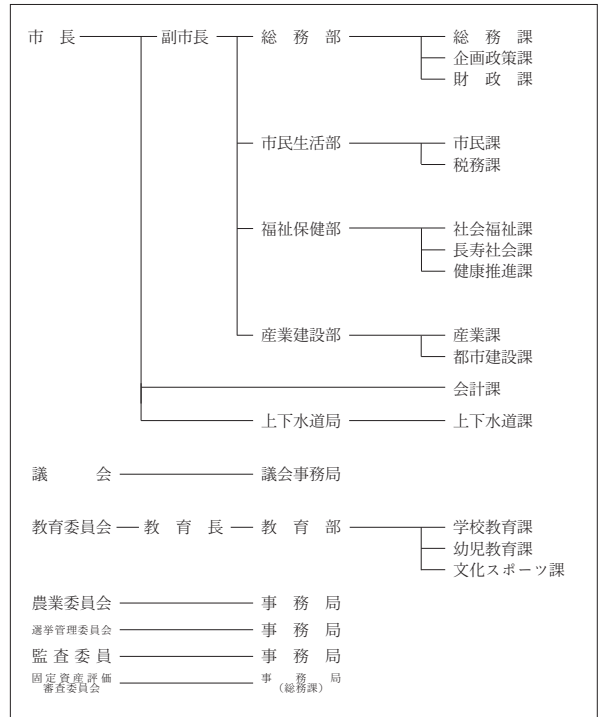 市長 副市長 総務部 総務課
企画政策課
財政課
市民生活部 市民課
税務課
福祉保健部 社会福祉課
長寿社会課
健康推進課
産業建設部 産業課
都市建設課
会計課
上下水道局 上下水道課
議会 議会事務局
教育委員会 教育長 教育部 学校教育課
幼児教育課
文化スポーツ課
農業委員会 事務局
選挙管理委員会 事務局
監査委員 事務局
固定資産評価 事務局
審査委員会 (総務課)